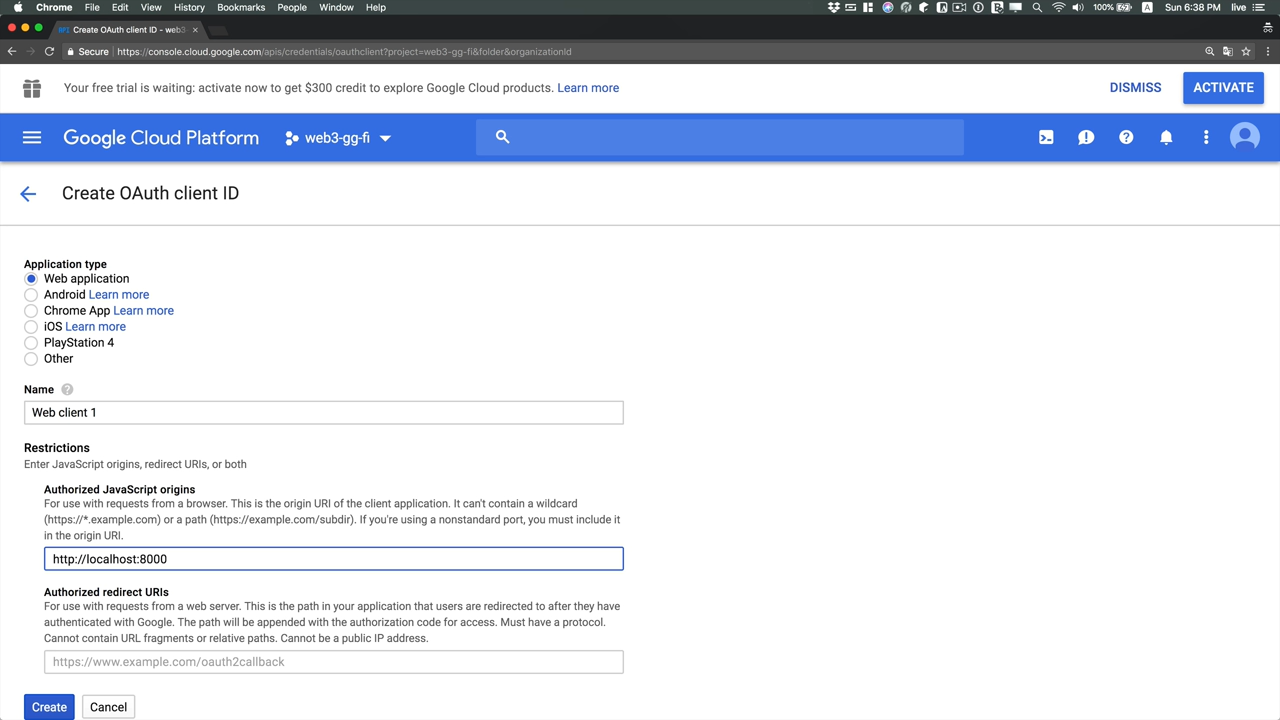 Chrome File Edit View History Bookmarks People Window Help
100% Sun 6:38 PM live
Create OAuth client ID - web3
Secure https://console.cloud.google.com/apis/credentials/oauthclient?project=web3-gg-fi&folder&organizationId
Your free trial is waiting: activate now to get $300 credit to explore Google Cloud products. Learn more
DISMISS ACTIVATE
Google Cloud Platform web3-gg-fi
Create OAuth client ID
Application type
Web application
Android Learn more
Chrome App Learn more
iOS Learn more
PlayStation 4
Other
Name
Web client 1
Restrictions
Enter JavaScript origins, redirect URIs, or both
Authorized JavaScript origins
For use with requests from a browser. This is the origin URI of the client application. It can't contain a wildcard
(https://*.example.com) or a path (https://example.com/subdir). If you're using a nonstandard port, you must include it
in the origin URI.
http://localhost:8000
Authorized redirect URIs
For use with requests from a web server. This is the path in your application that users are redirected to after they have
authenticated with Google. The path will be appended with the authorization code for access. Must have a protocol.
Cannot contain URL fragments or relative paths. Cannot be a public IP address.
https://www.example.com/oauth2callback
Create Cancel